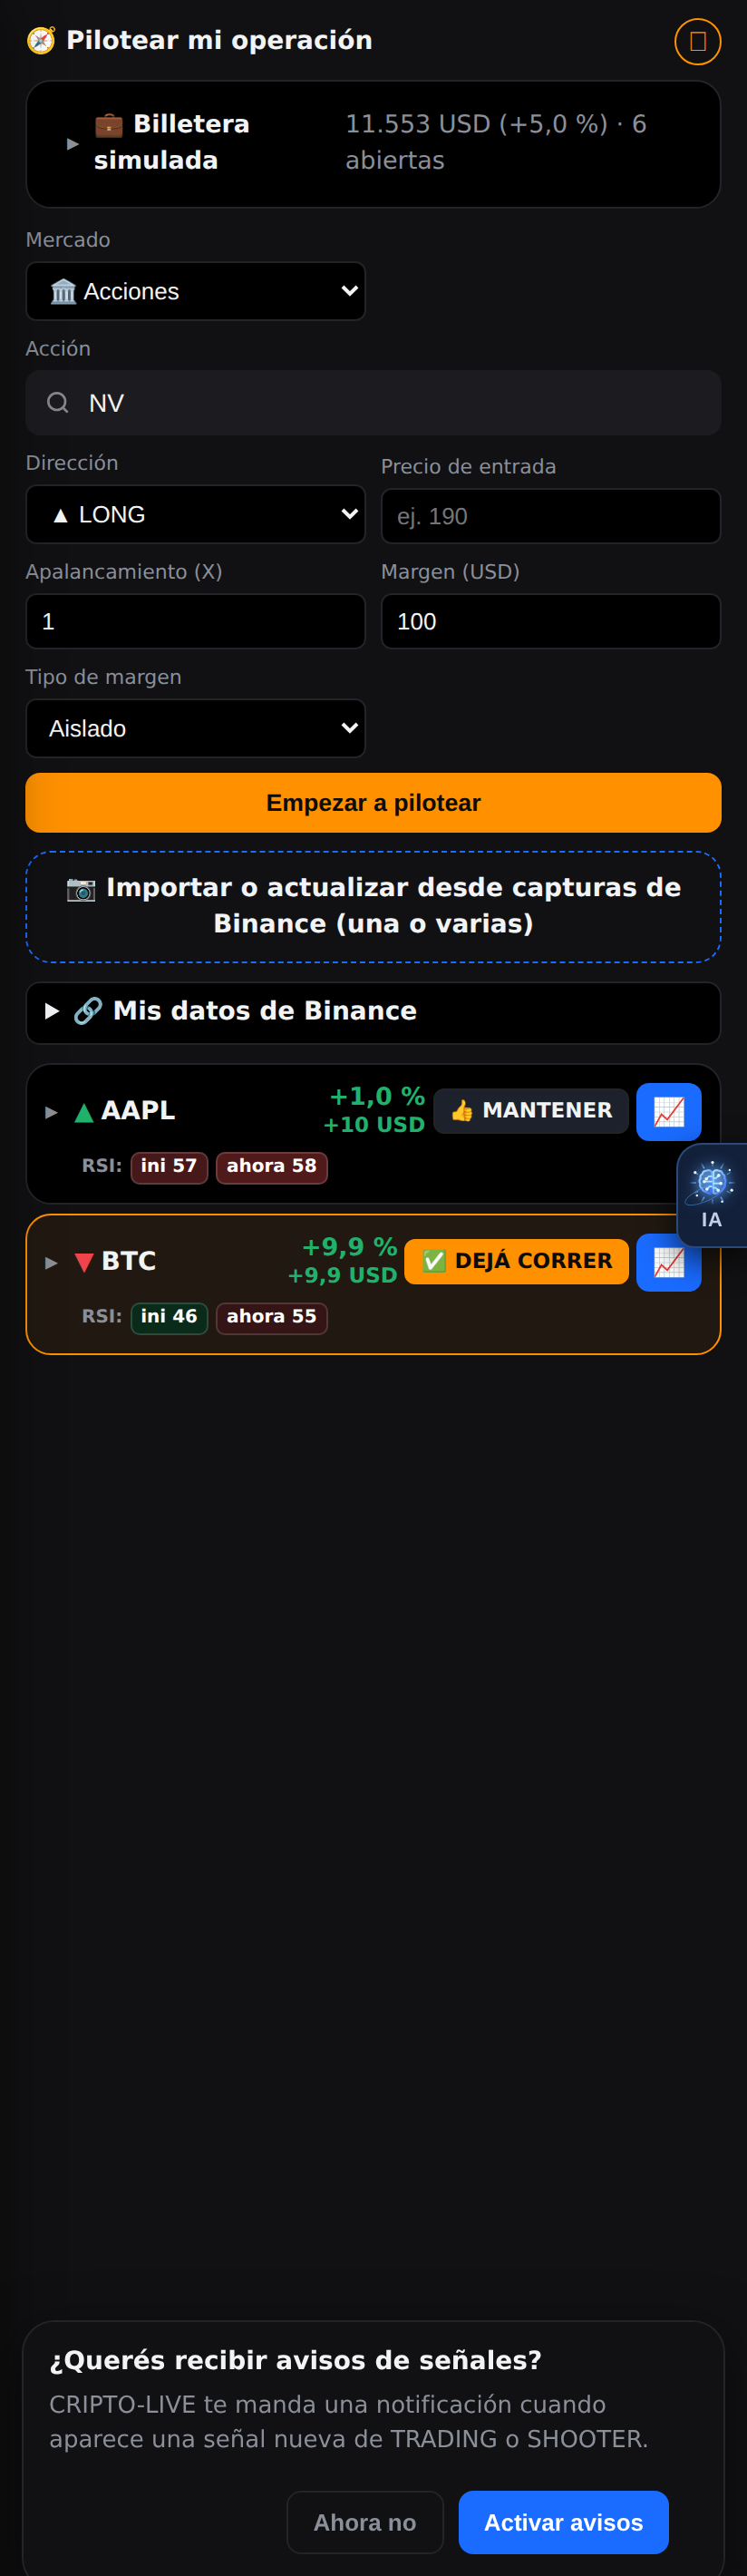 🧭 Pilotear mi operación
▶ 💼 Billetera simulada
11.553 USD (+5,0 %) · 6 abiertas
Mercado
🏛️ Acciones
Acción
NV
Dirección
Precio de entrada
▲ LONG
ej. 190
Apalancamiento (X)
Margen (USD)
1
100
Tipo de margen
Aislado
Empezar a pilotear
📷 Importar o actualizar desde capturas de
Binance (una o varias)
▶ 🔗 Mis datos de Binance
▶ ▲ AAPL
+1,0 %
+10 USD
👍 MANTENER
RSI: ini 57 ahora 58
IA
▶ ▼ BTC
+9,9 %
+9,9 USD
✅ DEJÁ CORRER
RSI: ini 46 ahora 55
¿Querés recibir avisos de señales?
CRIPTO-LIVE te manda una notificación cuando
aparece una señal nueva de TRADING o SHOOTER.
Ahora no
Activar avisos